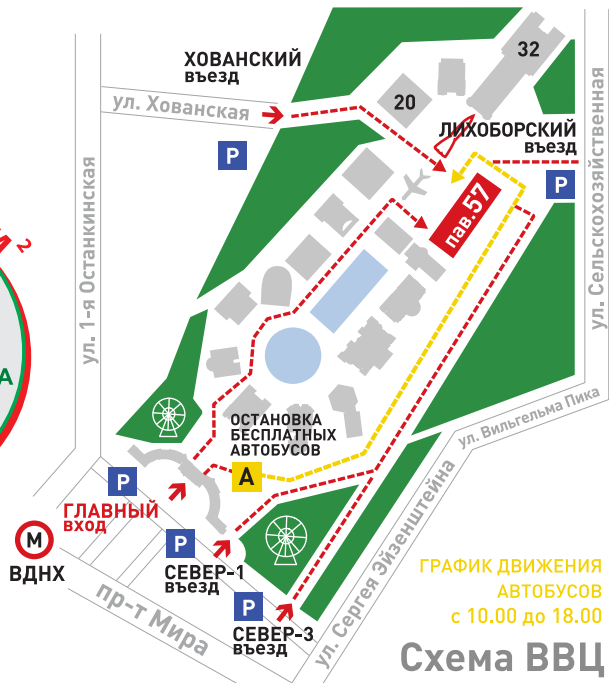 32
ХОВАНСКИЙ
въезд
ул. Хованская
20
ЛИХОБОРСКИЙ
въезд
P
P
ул. Сельскохозяйственная
пав.57
ул. 1-я Останкинская
2
А
ул. Вильгельма Пика
ОСТАНОВКА
БЕСПЛАТНЫХ
АВТОБУСОВ
А
P
ГЛАВНЫЙ
вход
М
ВДНХ
P
СЕВЕР-1
въезд
P
СЕВЕР-3
въезд
пр-т Мира
ул. Сергея Эйзенштейна
ГРАФИК ДВИЖЕНИЯ
АВТОБУСОВ
с 10.00 до 18.00
Схема ВВЦ